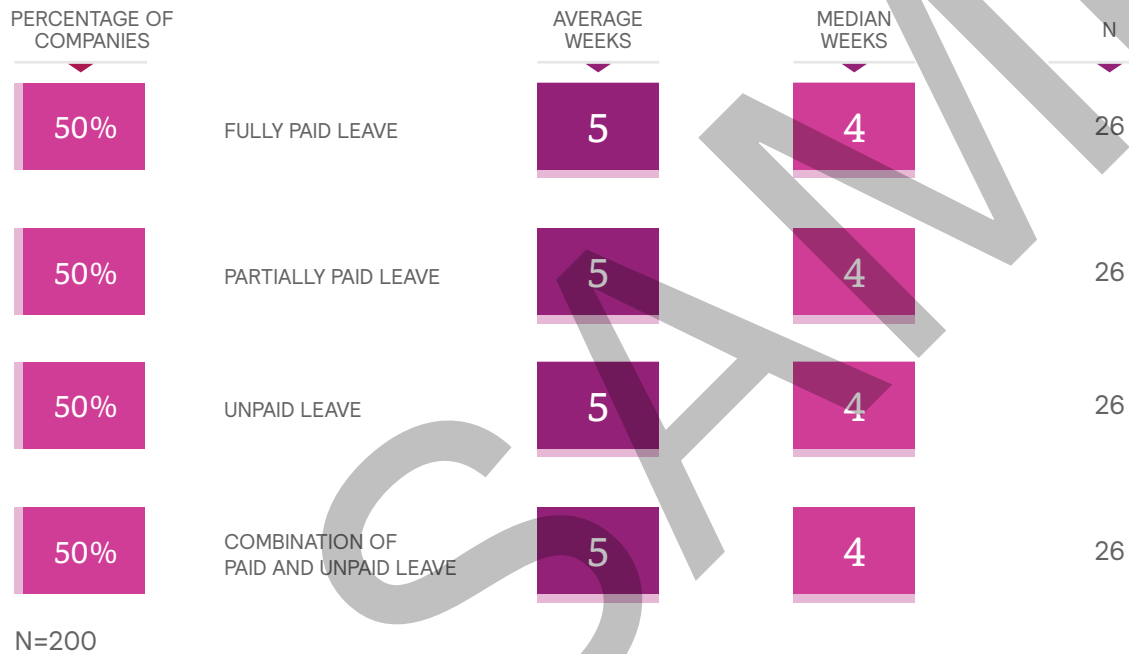 PERCENTAGE OF
COMPANIES
AVERAGE
WEEKS
MEDIAN
WEEKS
N
50%
FULLY PAID LEAVE
5
4
26
50%
PARTIALLY PAID LEAVE
5
4
26
50%
UNPAID LEAVE
5
4
26
50%
COMBINATION OF
PAID AND UNPAID LEAVE
5
4
26
N=200
SAM